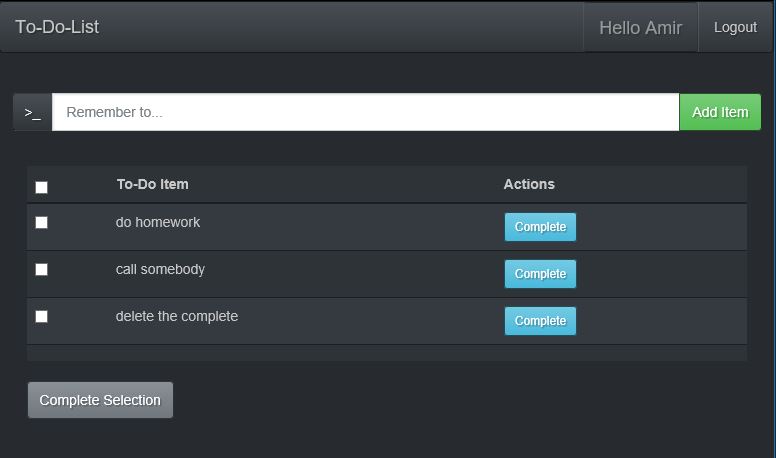 To-Do-List Hello Amir Logout
>_ Remember to... Add Item
To-Do Item Actions
do homework Complete
call somebody Complete
delete the complete Complete
Complete Selection